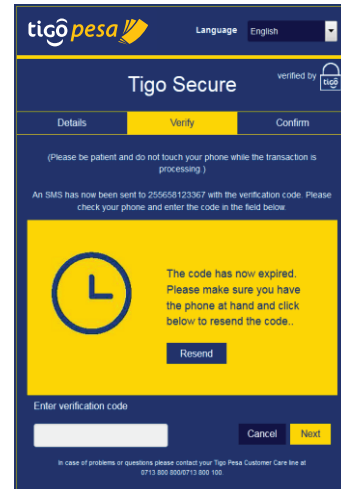 tigo pesa
Language English
Tigo Secure
verified by tigo
Details Verify Confirm
(Please be patient and do not touch your phone while the transaction is
processing.)
An SMS has now been sent to 255658123367 with the verification code. Please
check your phone and enter the code in the field below.
The code has now expired.
Please make sure you have
the phone at hand and click
below to resend the code..
Resend
Enter verification code
Cancel Next
In case of problems or questions please contact your Tigo Pesa Customer Care line at
0713 800 800/0713 800 100.